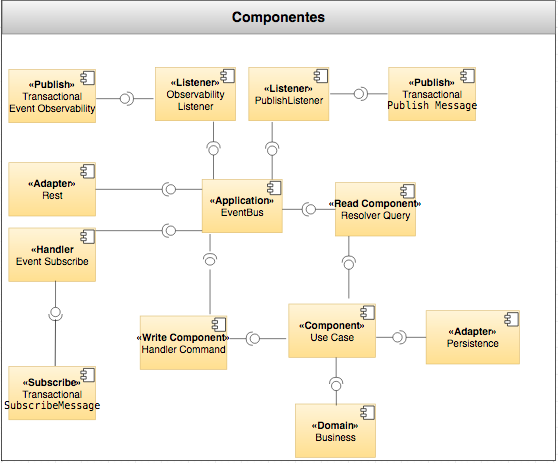 Componentes
«Publish»
Transactional
Event Observability
«Listener»
Observability
Listener
«Listener»
PublishListener
«Publish»
Transactional
Publish Message
«Adapter»
Rest
«Application»
EventBus
«Read Component»
Resolver Query
«Handler
Event Subscribe
«Write Component»
Handler Command
«Component»
Use Case
«Adapter»
Persistence
«Subscribe»
Transactional
SubscribeMessage
«Domain»
Business